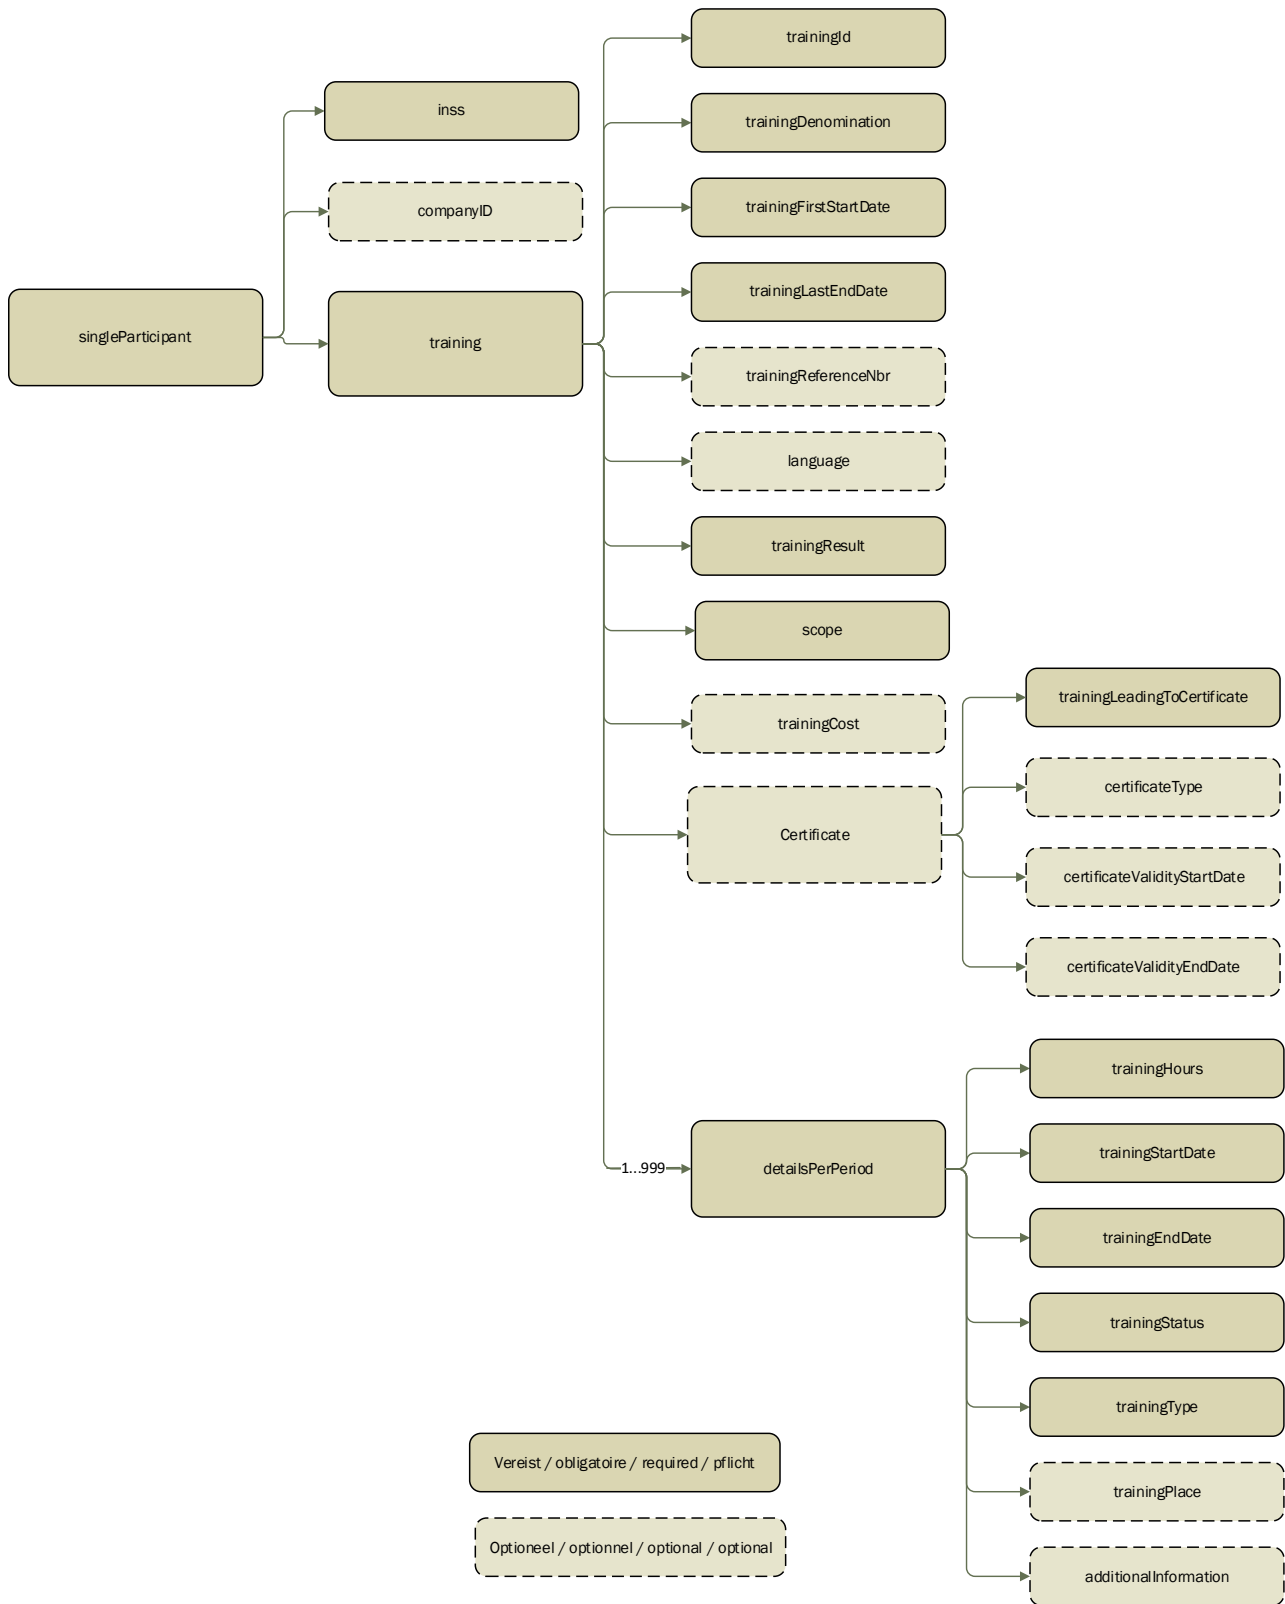 trainingId
inss
trainingDenomination
companyID
trainingFirstStartDate
trainingLastEndDate
singleParticipant
training
trainingReferenceNbr
language
trainingResult
scope
trainingLeadingToCertificate
trainingCost
certificateType
Certificate
certificateValidityStartDate
certificateValidityEndDate
trainingHours
trainingStartDate
1...999
detailsPerPeriod
trainingEndDate
trainingStatus
trainingType
Vereist / obligatoire / required / pflicht
trainingPlace
Optioneel / optionnel / optional / optional
additionalInformation